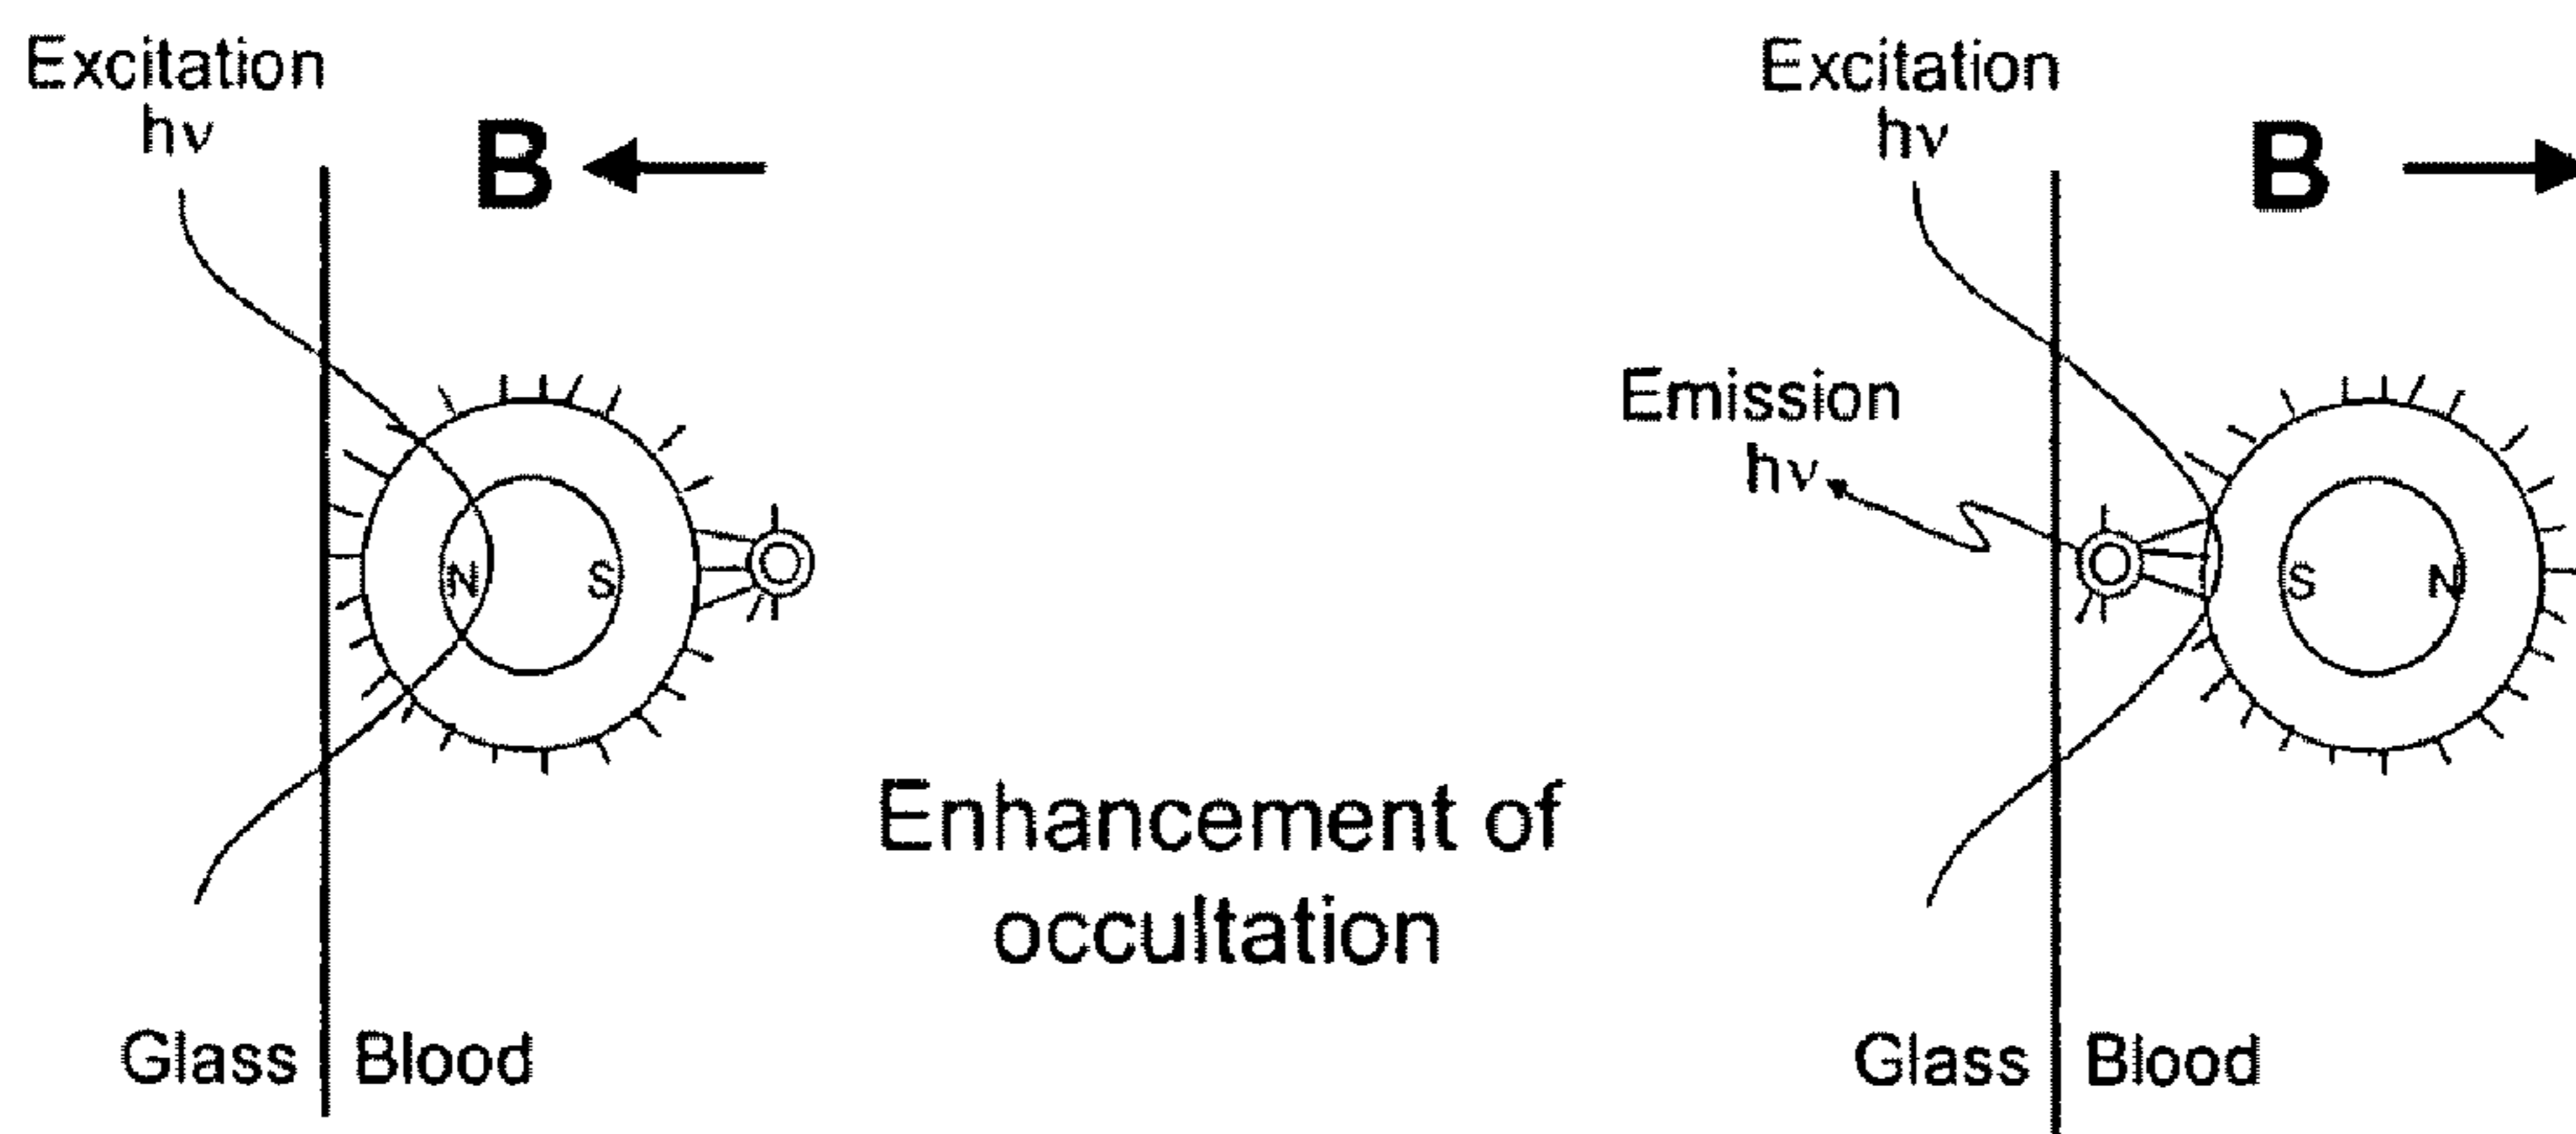 Excitation
hν
B
N S
Glass Blood
Enhancement of
occultation
Excitation
hν
B
Emission
hν
S N
Glass Blood